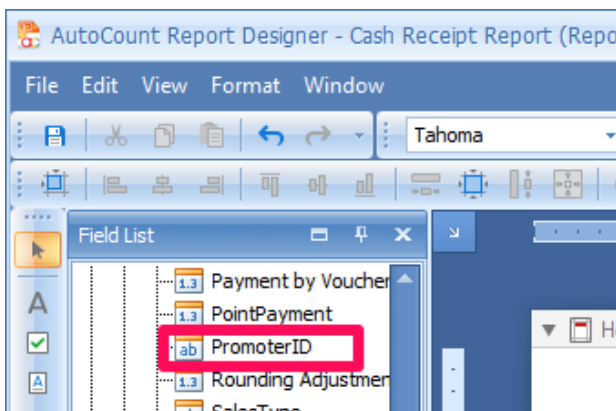 AutoCount Report Designer - Cash Receipt Report (Repo
File Edit View Format Window
Tahoma
Field List
1.3 Payment by Voucher
1.3 PointPayment
ab PromoterID
1.3 Rounding Adjustmen
SalesType